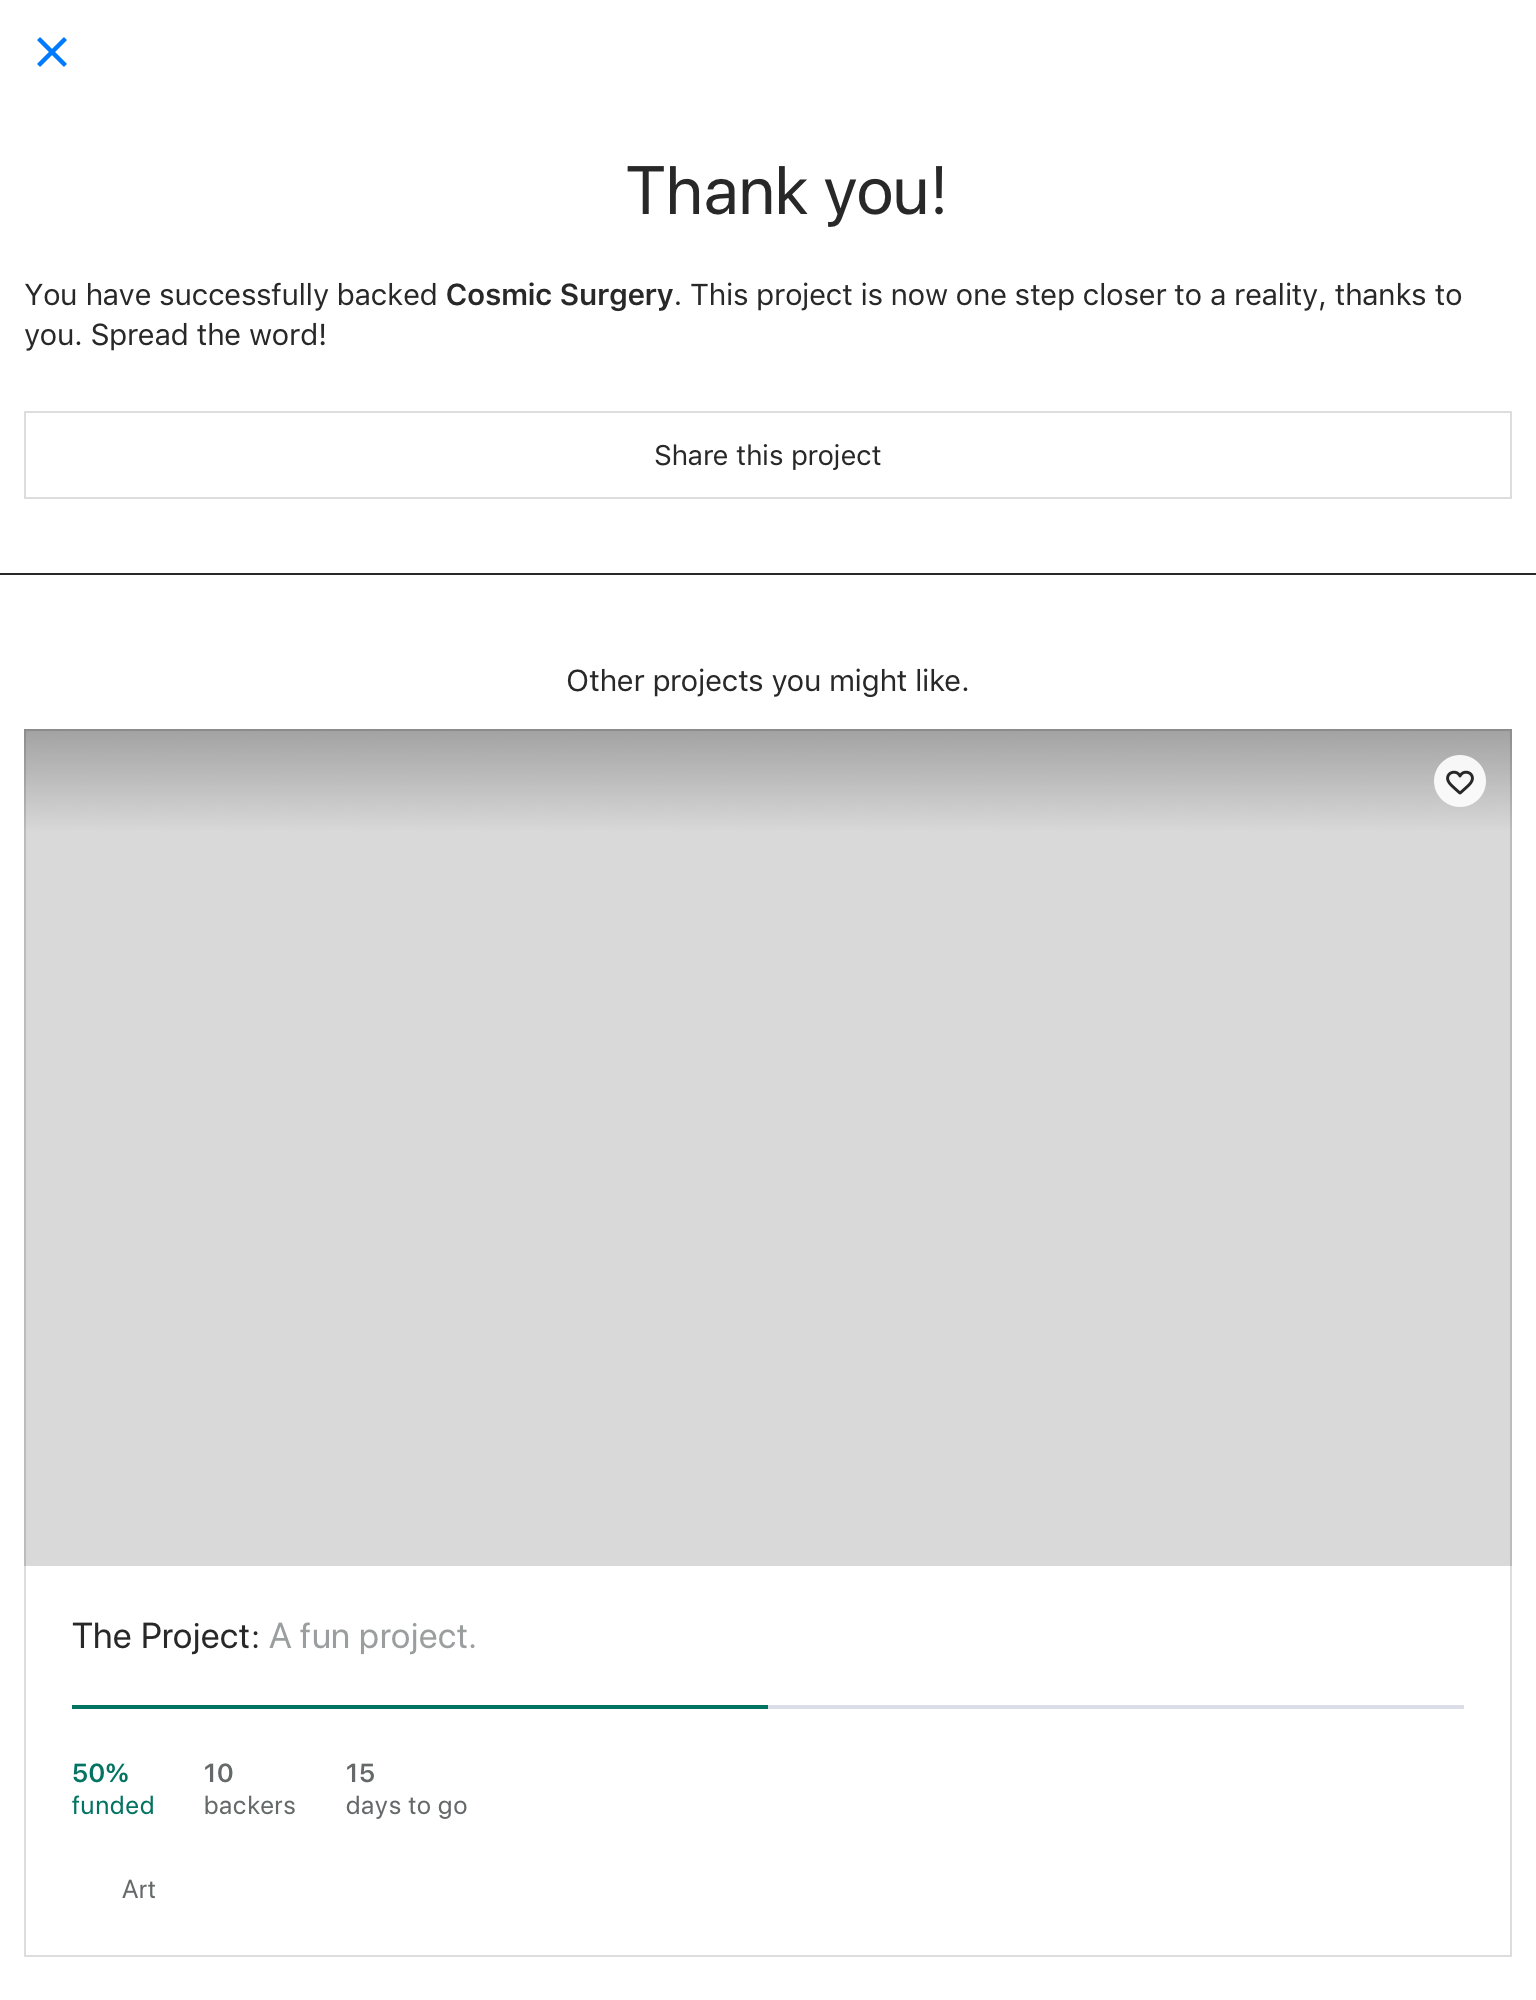 Thank you!
You have successfully backed Cosmic Surgery. This project is now one step closer to a reality, thanks to
you. Spread the word!
Share this project
Other projects you might like.
The Project: A fun project.
50%
funded
10
backers
15
days to go
Art